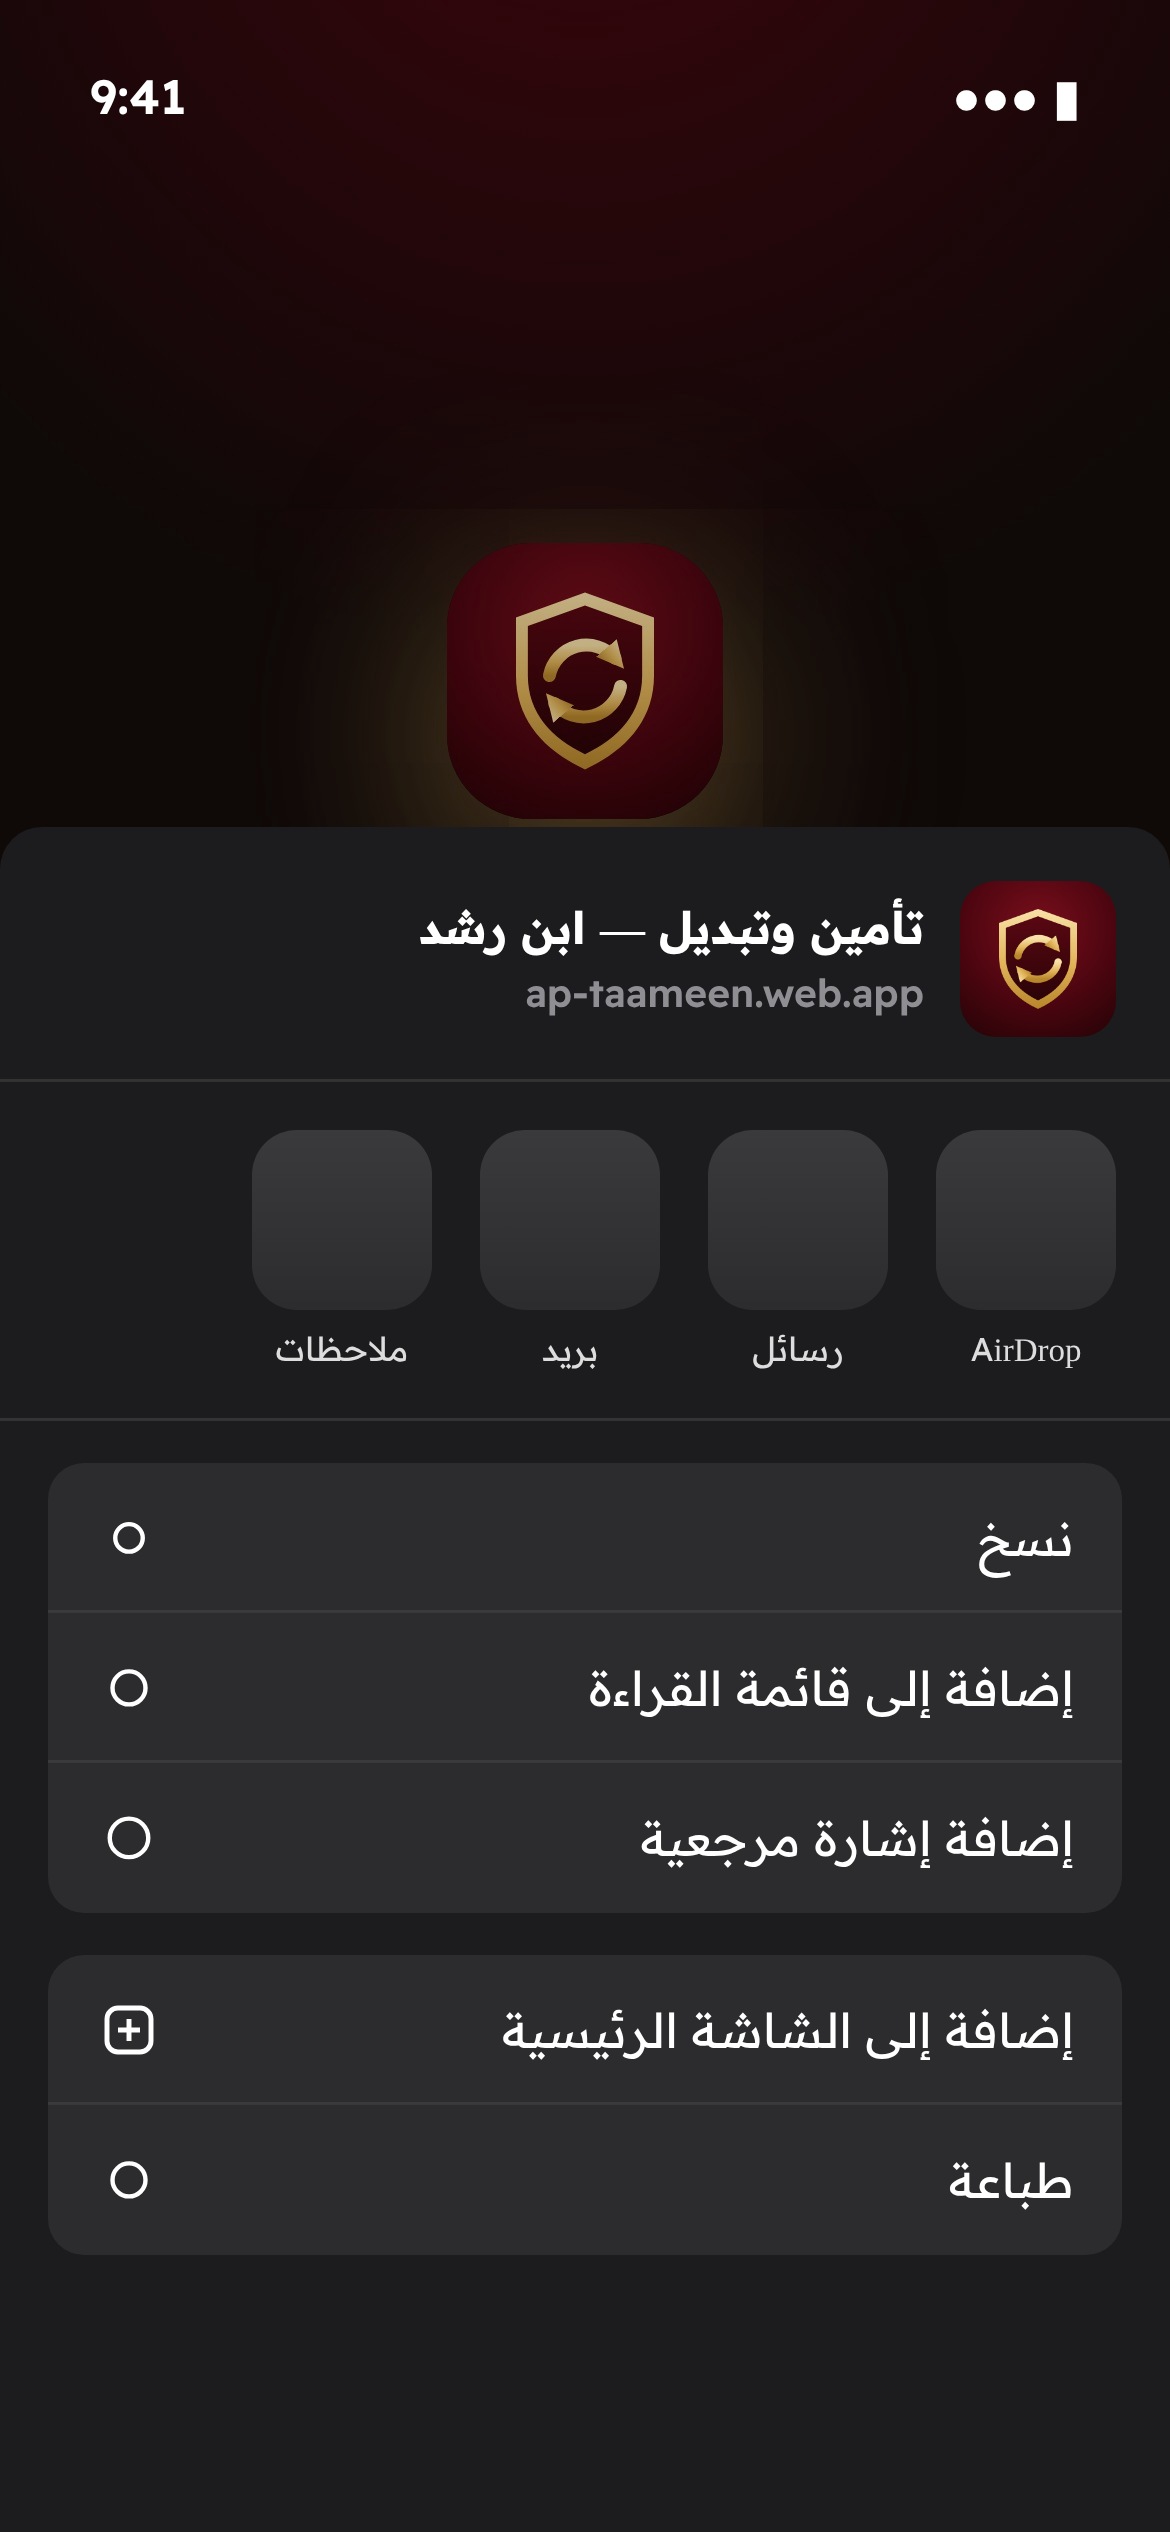 9:41
تأمين وتبديل — ابن رشد
ap-taameen.web.app
AirDrop
رسائل
بريد
ملاحظات
نسخ
إضافة إلى قائمة القراءة
إضافة إشارة مرجعية
إضافة إلى الشاشة الرئيسية
طباعة